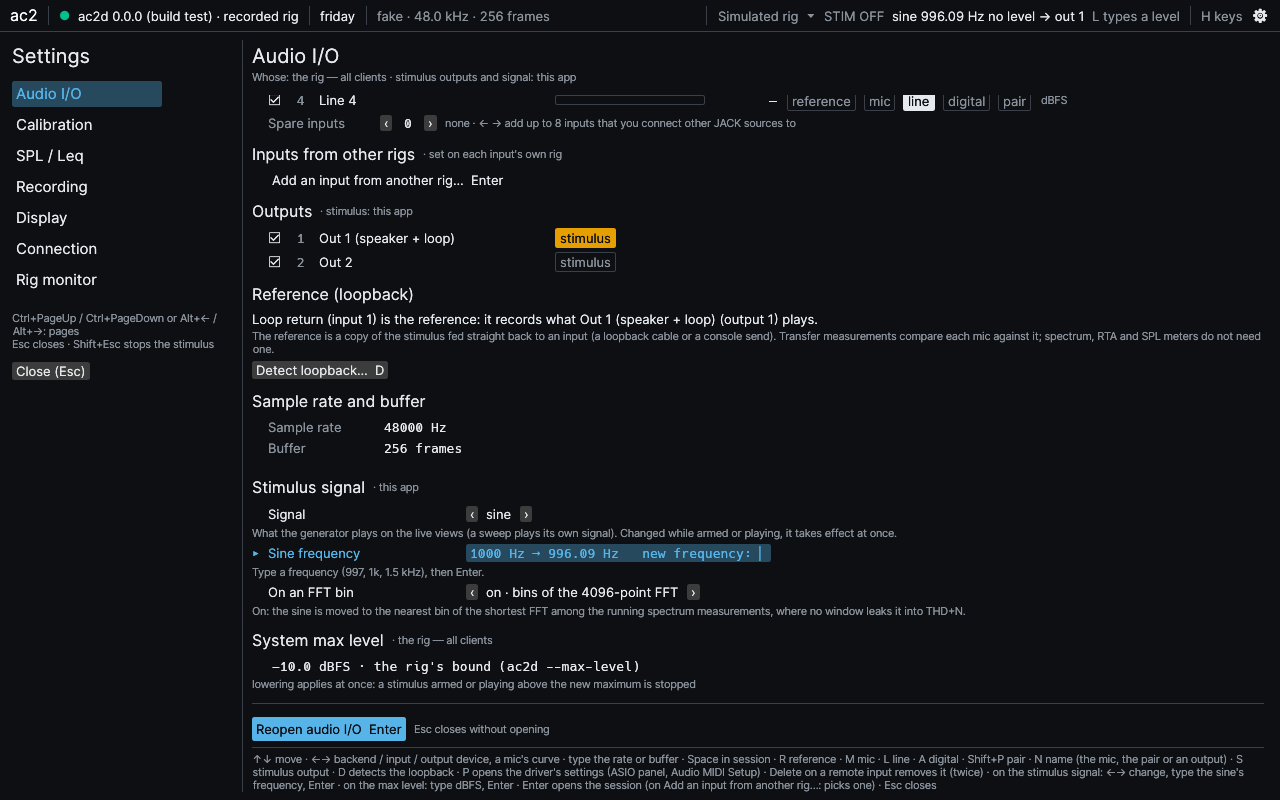 ac2 ac2d 0.0.0 (build test) · recorded rig friday fake · 48.0 kHz · 256 frames Simulated rig STIM OFF sine 996.09 Hz no level → out 1 L types a level H keys
Settings
Audio I/O
Calibration
SPL / Leq
Recording
Display
Connection
Rig monitor
Ctrl+PageUp / Ctrl+PageDown or Alt+← /
Alt+→: pages
Esc closes · Shift+Esc stops the stimulus
Close (Esc)
Audio I/O
Whose: the rig — all clients · stimulus outputs and signal: this app
4 Line 4 – reference mic line digital pair dBFS
Spare inputs ‹ 0 › none · ← → add up to 8 inputs that you connect other JACK sources to
Inputs from other rigs · set on each input's own rig
Add an input from another rig... Enter
Outputs · stimulus: this app
1 Out 1 (speaker + loop) stimulus
2 Out 2 stimulus
Reference (loopback)
Loop return (input 1) is the reference: it records what Out 1 (speaker + loop) (output 1) plays.
The reference is a copy of the stimulus fed straight back to an input (a loopback cable or a console send). Transfer measurements compare each mic against it; spectrum, RTA and SPL meters do not need
one.
Detect loopback... D
Sample rate and buffer
Sample rate 48000 Hz
Buffer 256 frames
Stimulus signal · this app
Signal ‹ sine ›
What the generator plays on the live views (a sweep plays its own signal). Changed while armed or playing, it takes effect at once.
▸ Sine frequency 1000 Hz → 996.09 Hz new frequency:
Type a frequency (997, 1k, 1.5 kHz), then Enter.
On an FFT bin ‹ on · bins of the 4096-point FFT ›
On: the sine is moved to the nearest bin of the shortest FFT among the running spectrum measurements, where no window leaks it into THD+N.
System max level · the rig — all clients
−10.0 dBFS · the rig's bound (ac2d --max-level)
lowering applies at once: a stimulus armed or playing above the new maximum is stopped
Reopen audio I/O Enter Esc closes without opening
↑↓ move · ←→ backend / input / output device, a mic's curve · type the rate or buffer · Space in session · R reference · M mic · L line · A digital · Shift+P pair · N name (the mic, the pair or an output) · S
stimulus output · D detects the loopback · P opens the driver's settings (ASIO panel, Audio MIDI Setup) · Delete on a remote input removes it (twice) · on the stimulus signal: ←→ change, type the sine's
frequency, Enter · on the max level: type dBFS, Enter · Enter opens the session (on Add an input from another rig...: picks one) · Esc closes